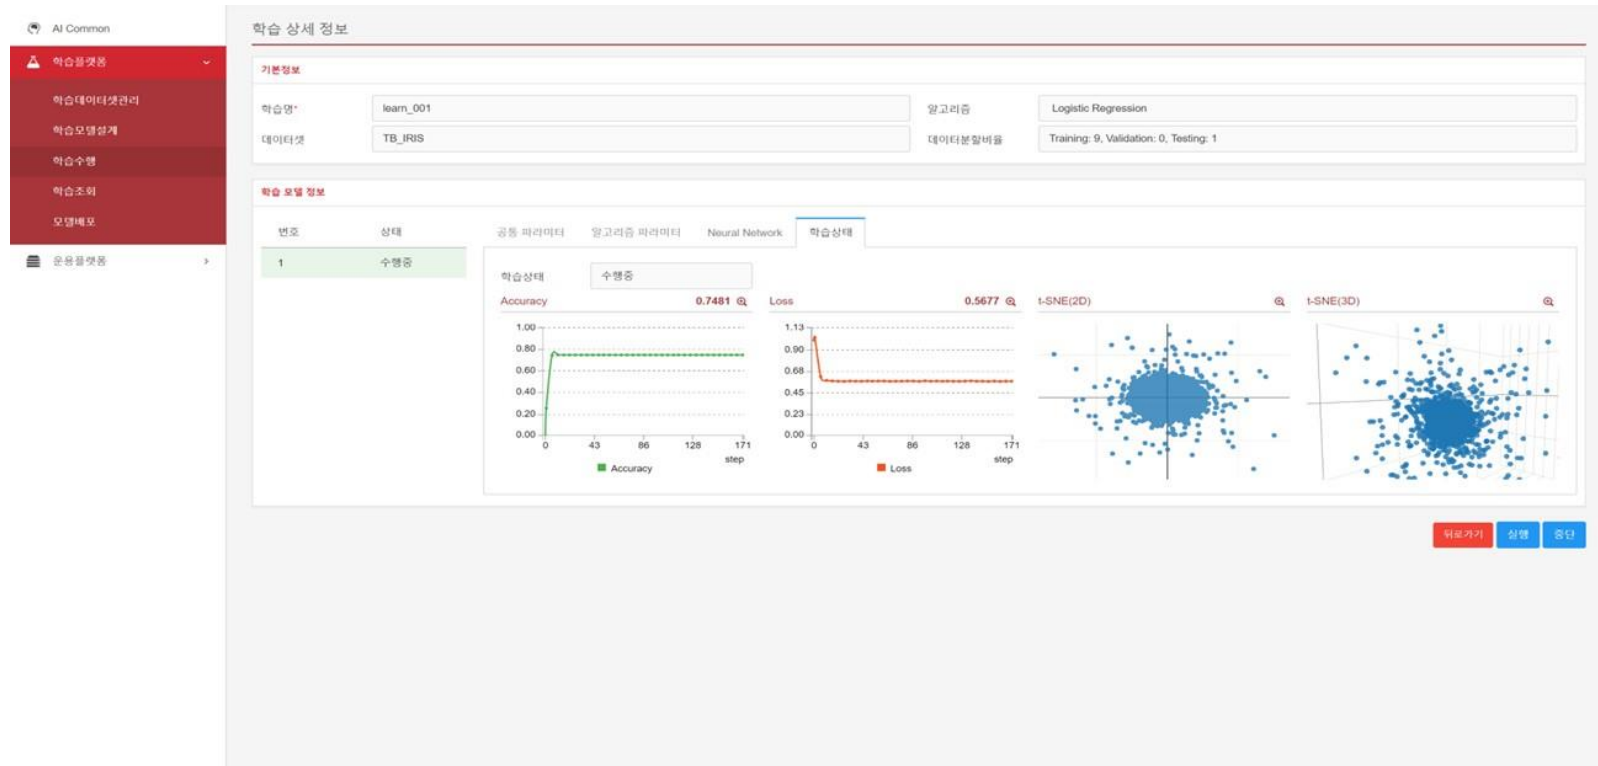 AI Common
학습플랫폼
학습데이터셋관리
학습모델설계
학습수행
학습조회
모델배포
운용플랫폼
학습 상세 정보
기본정보
학습명* learn_001 알고리즘 Logistic Regression
데이터셋 TB_IRIS 데이터분할비율 Training: 9, Validation: 0, Testing: 1
학습 모델 정보
번호 상태
1 수행중
공통 파라미터 알고리즘 파라미터 Neural Network 학습상태
학습상태 수행중
Accuracy 0.7481
1.00
0.80
0.60
0.40
0.20
0.00
0 43 86 128 171
step
Accuracy
Loss 0.5677
1.13
0.90
0.68
0.45
0.23
0.00
0 43 86 128 171
step
Loss
t-SNE(2D)
t-SNE(3D)
뒤로가기 실행 중단